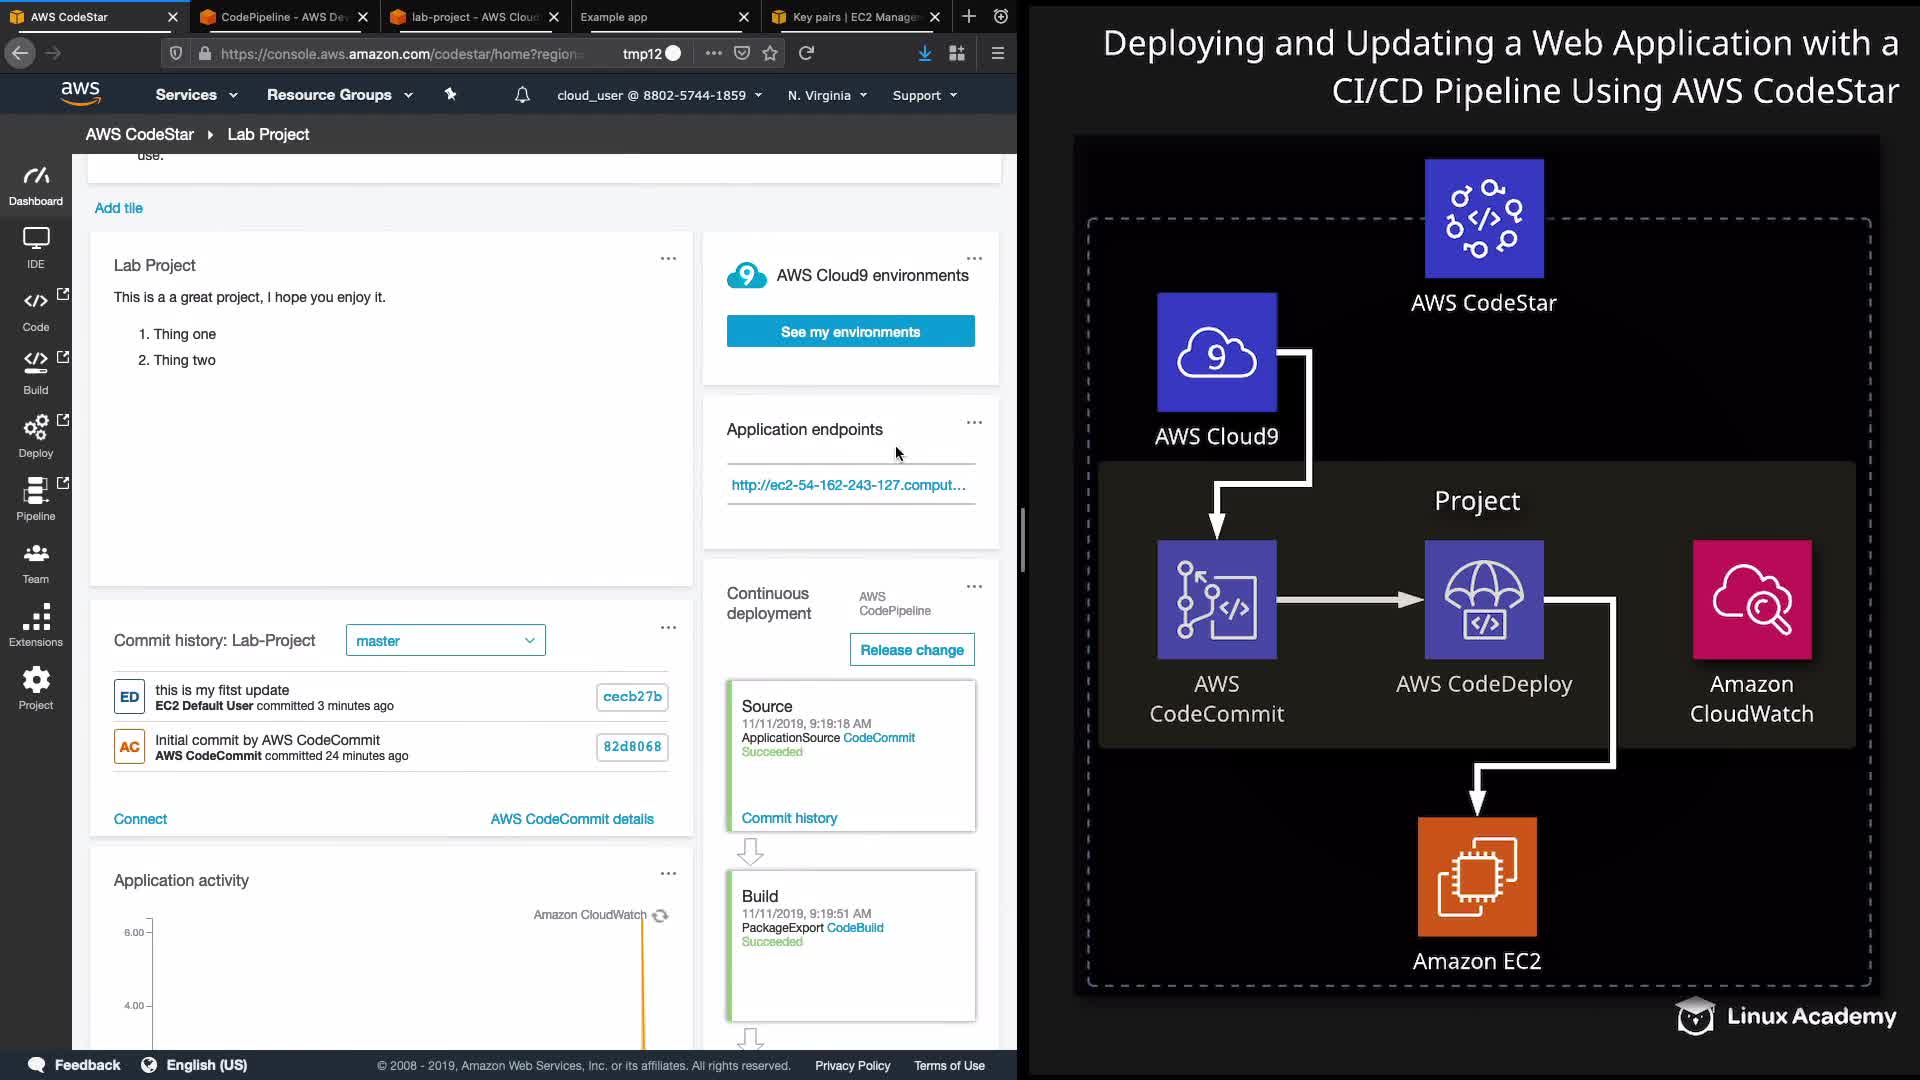 AWS CodeStar
CodePipeline - AWS De
lab-project - AWS Cloud
Example app
Key pairs | EC2 Manage
https://console.aws.amazon.com/codestar/home?region
tmp12
aws
Services
Resource Groups
cloud_user @ 8802-5744-1859
N. Virginia
Support
AWS CodeStar
Lab Project
use.
Dashboard
IDE
Code
Build
Deploy
Pipeline
Team
Extensions
Project
Add tile
Lab Project
This is a a great project, I hope you enjoy it.
1. Thing one
2. Thing two
9
AWS Cloud9 environments
See my environments
Application endpoints
http://ec2-54-162-243-127.comput...
Commit history: Lab-Project
master
ED
this is my fitst update
EC2 Default User committed 3 minutes ago
cecb27b
AC
Initial commit by AWS CodeCommit
AWS CodeCommit committed 24 minutes ago
82d8068
Connect
AWS CodeCommit details
Continuous deployment
AWS CodePipeline
Release change
Source
11/11/2019, 9:19:18 AM
ApplicationSource CodeCommit
Succeeded
Commit history
Build
11/11/2019, 9:19:51 AM
PackageExport CodeBuild
Succeeded
Application activity
Amazon CloudWatch
6.00
4.00
Feedback
English (US)
© 2008 - 2019, Amazon Web Services, Inc. or its affiliates. All rights reserved.
Privacy Policy
Terms of Use
Deploying and Updating a Web Application with a
CI/CD Pipeline Using AWS CodeStar
</>
AWS CodeStar
9
AWS Cloud9
Project
</>
AWS
CodeCommit
</>
AWS CodeDeploy
Amazon
CloudWatch
Amazon EC2
Linux Academy